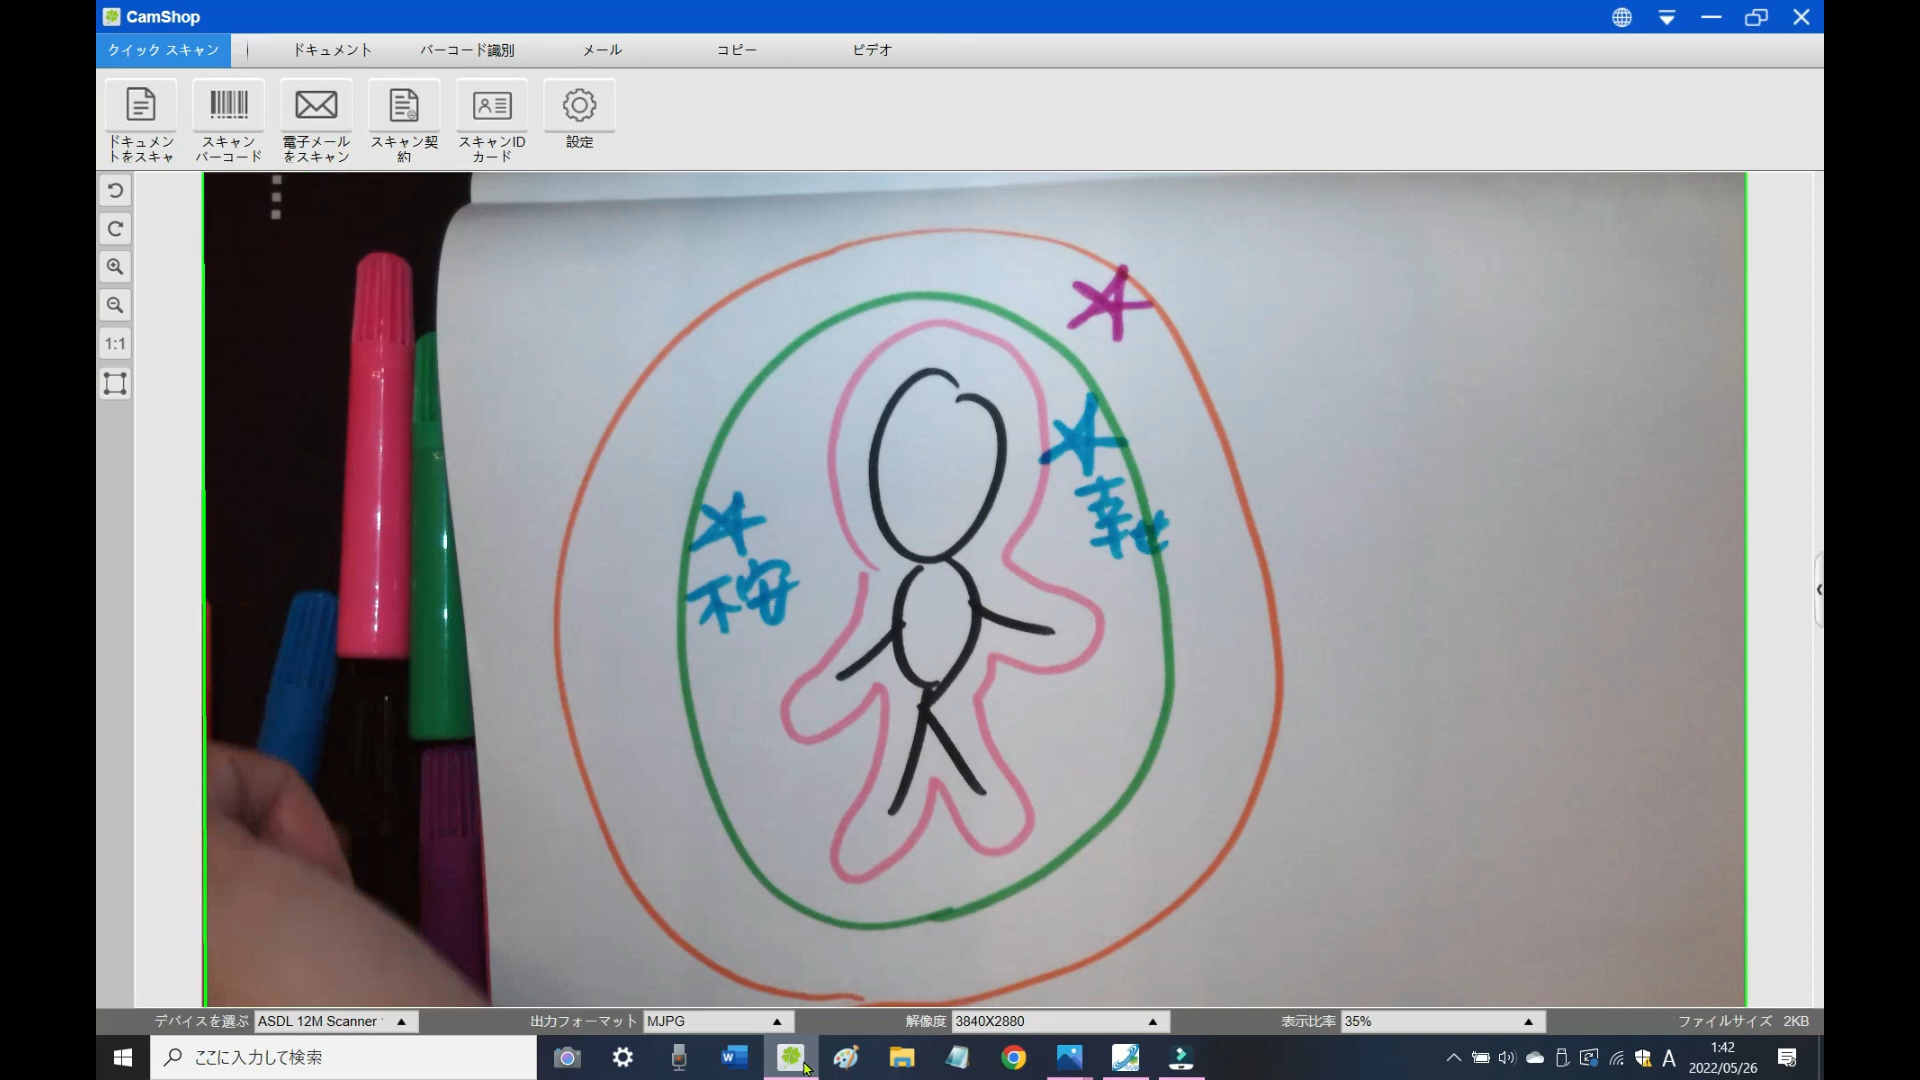 CamShop
クイック スキャン
ドキュメント
バーコード識別
メール
コピー
ビデオ
ドキュメン
トをスキャ
スキャン
バーコード
電子メール
をスキャン
スキャン契
約
スキャンID
カード
設定
1:1
幸せ
不安
デバイスを選ぶ ASDL 12M Scanner
出力フォーマット MJPG
解像度 3840X2880
表示比率 35%
ファイルサイズ 2KB
ここに入力して検索
A
1:42
2022/05/26